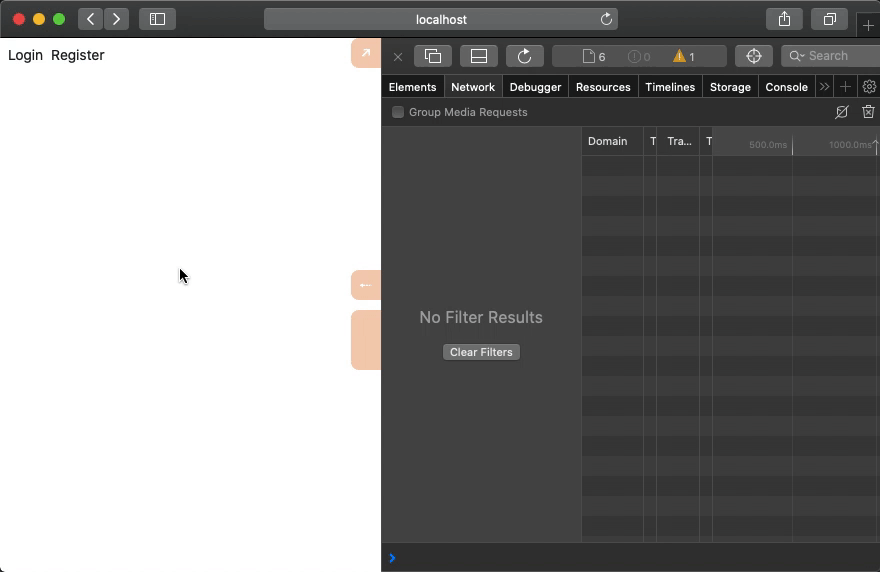 localhost
Login Register
6 0 1
Search
Elements Network Debugger Resources Timelines Storage Console
Group Media Requests
Domain T Tra... T 500.0ms 1000.0ms
No Filter Results
Clear Filters